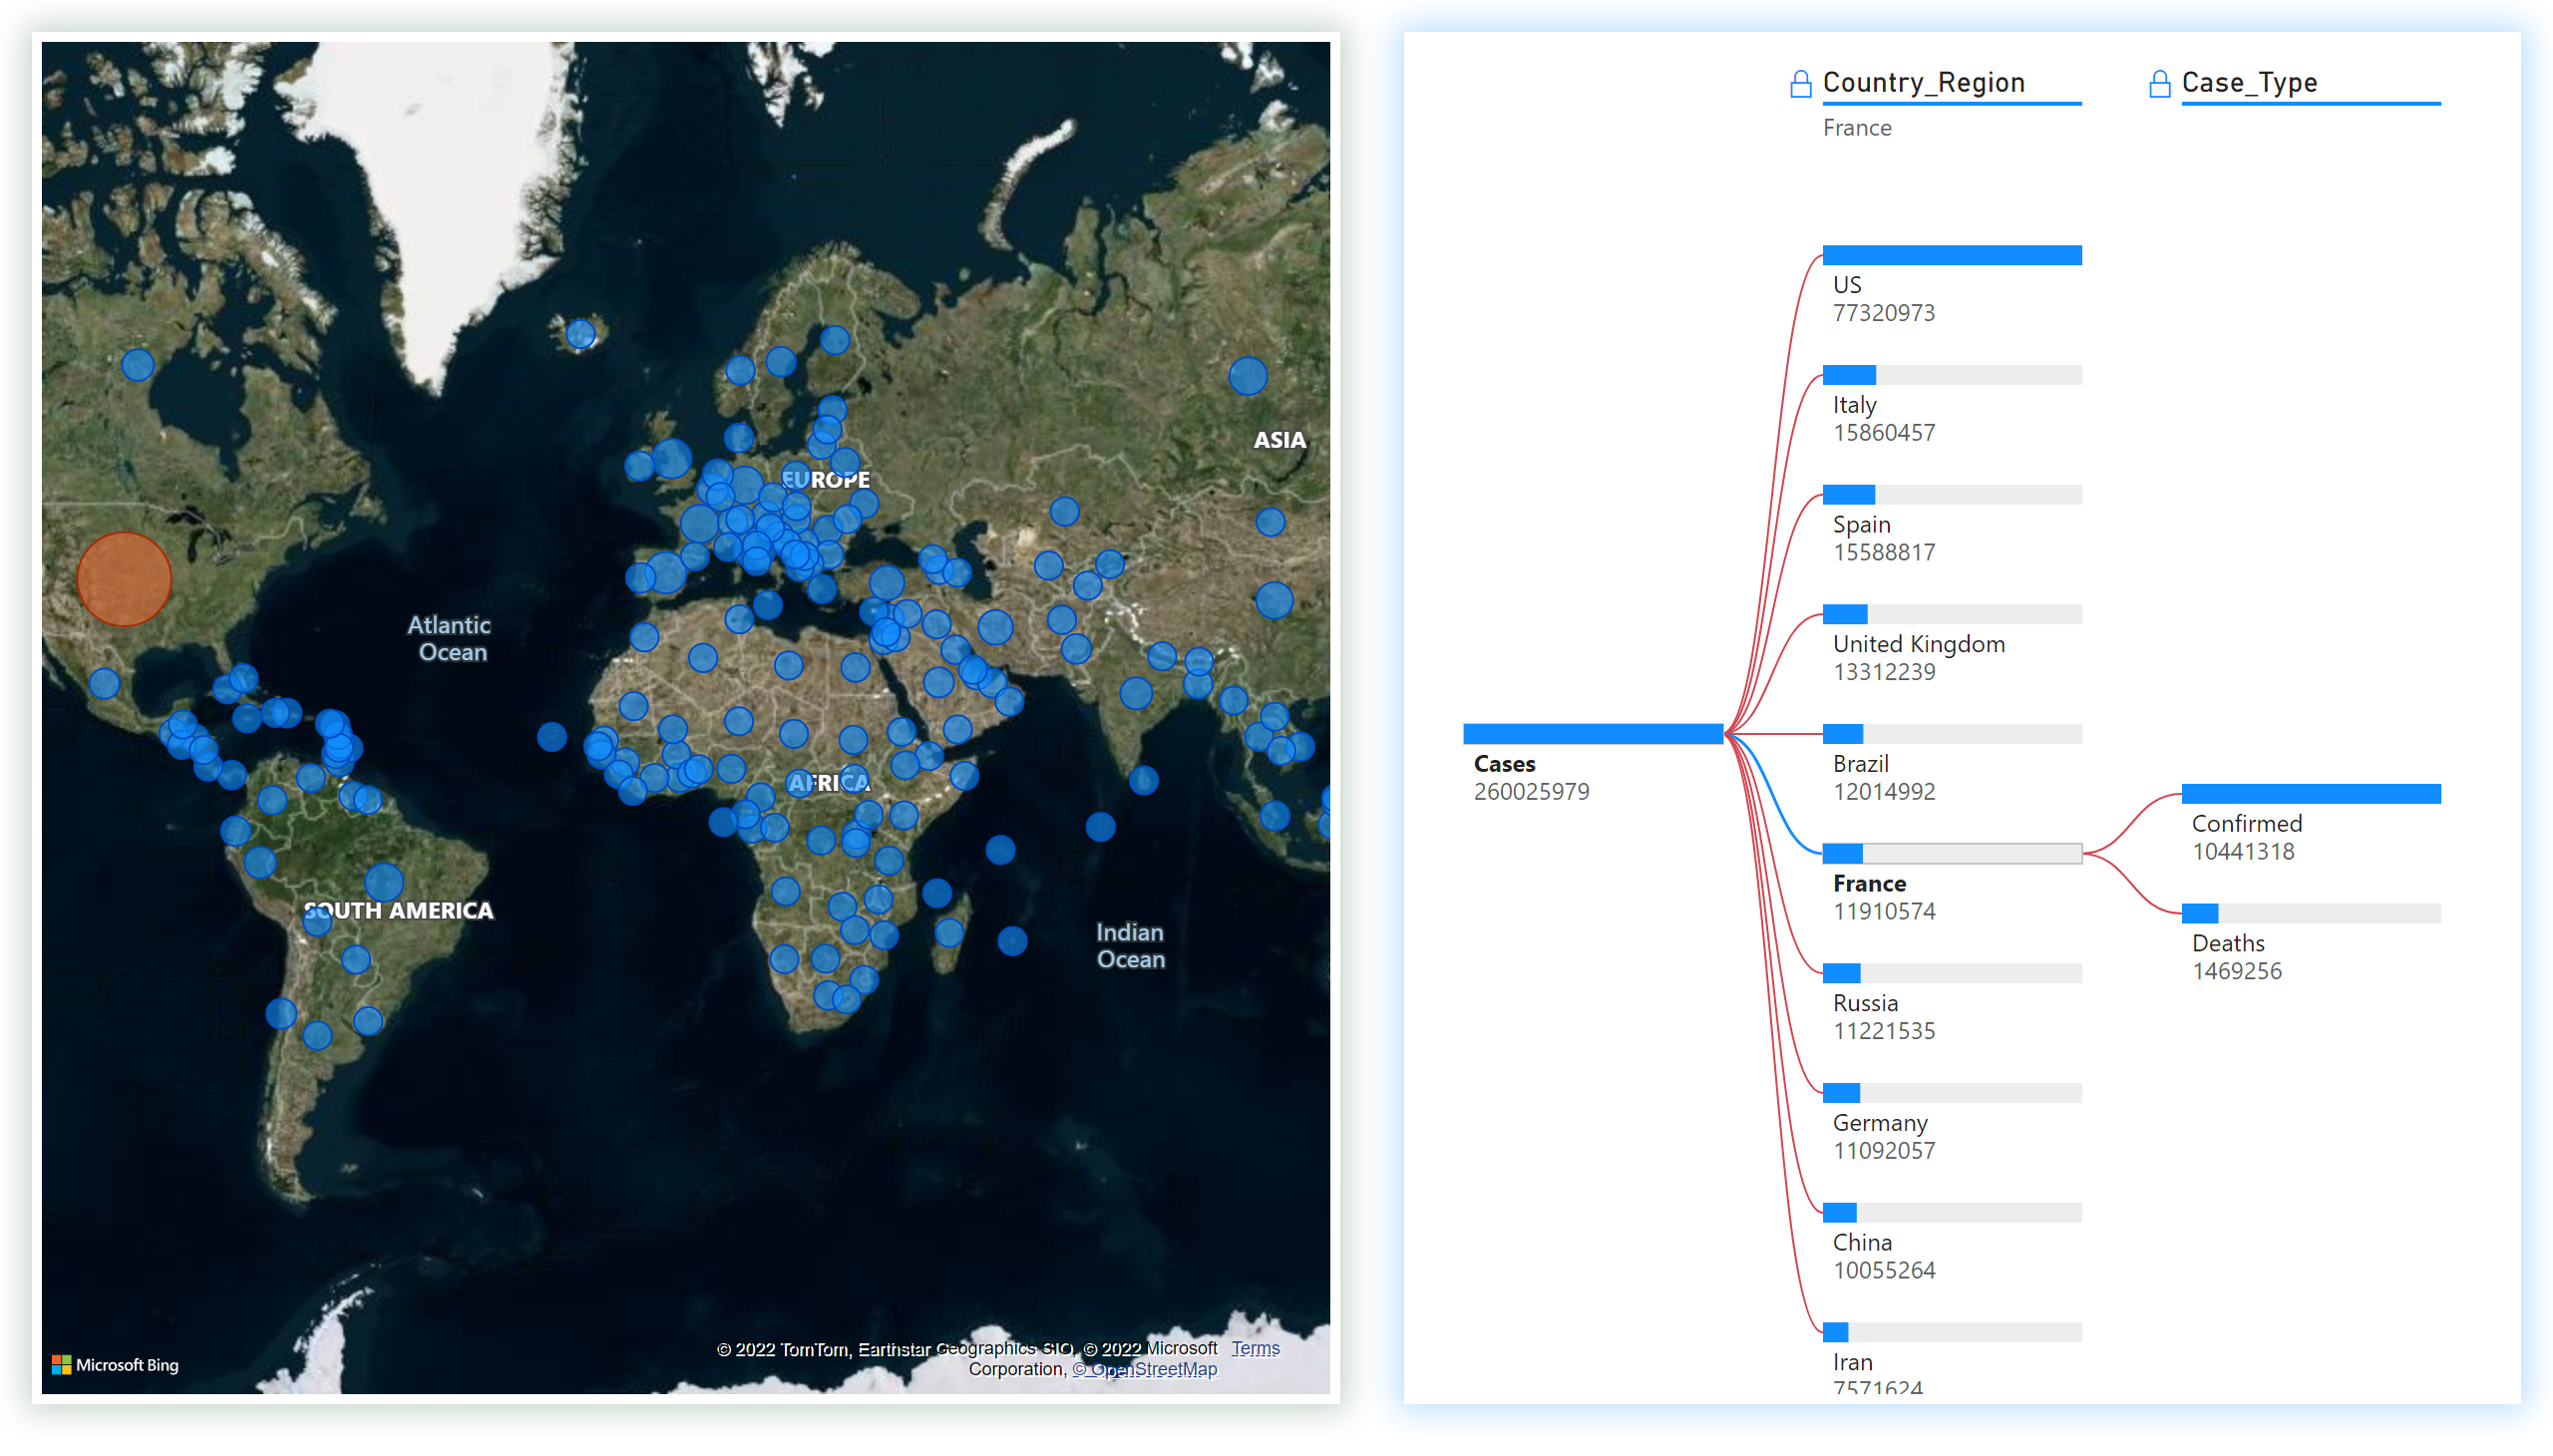 ASIA
EUROPE
Atlantic
Ocean
AFRICA
SOUTH AMERICA
Indian
Ocean
Microsoft Bing
© 2022 TomTom, Earthstar Geographics SIO, © 2022 Microsoft Terms
Corporation, © OpenStreetMap
Country_Region
Case_Type
France
US
77320973
Italy
15860457
Spain
15588817
United Kingdom
13312239
Cases
260025979
Brazil
12014992
France
11910574
Confirmed
10441318
Deaths
1469256
Russia
11221535
Germany
11092057
China
10055264
Iran
7571624